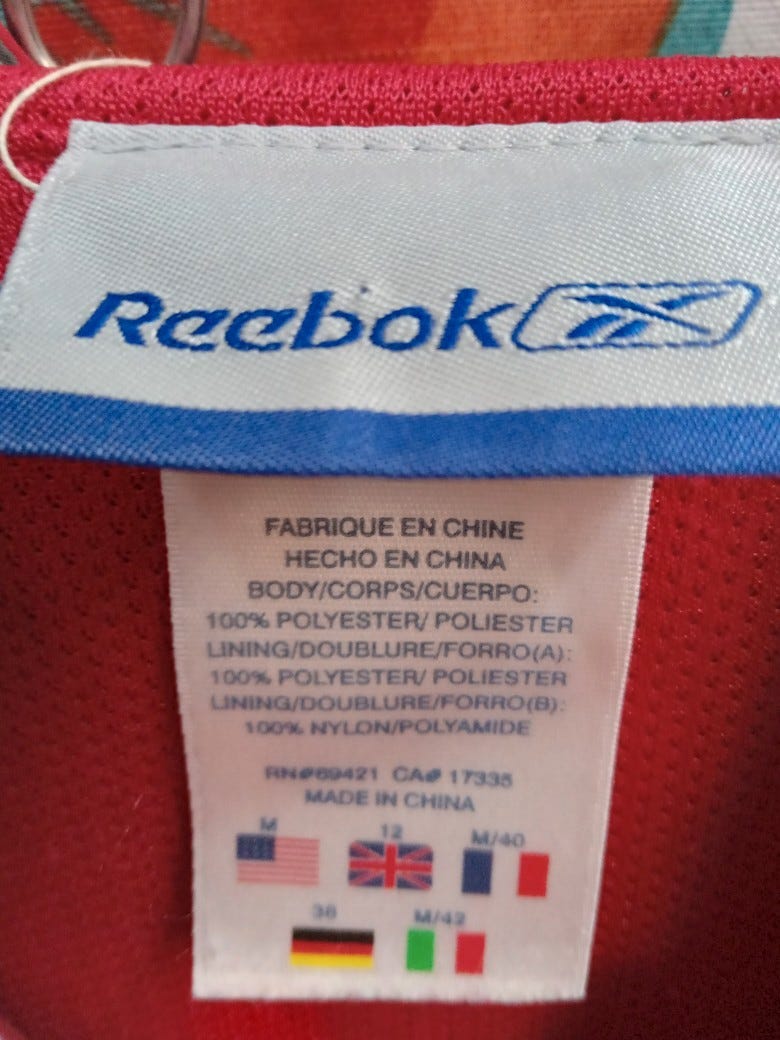 Reebok
FABRIQUE EN CHINE
HECHO EN CHINA
BODY/CORPS/CUERPO:
100% POLYESTER/ POLIESTER
LINING/DOUBLURE/FORRO(A):
100% POLYESTER/ POLIESTER
LINING/DOUBLURE/FORRO(B):
100% NYLON/POLYAMIDE
RN#69421 CA# 17335
MADE IN CHINA
M 12 M/40
38 M/42